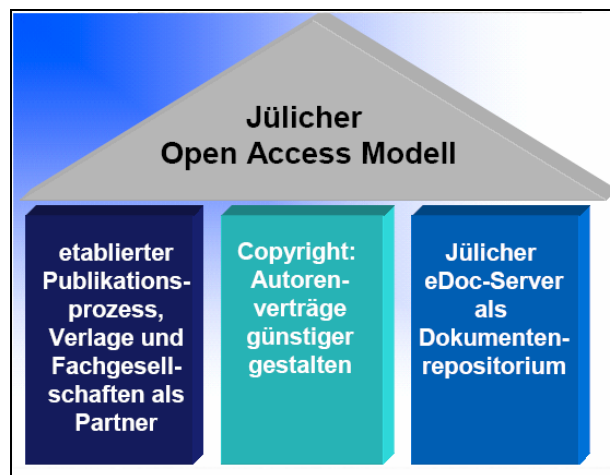 Jülicher
Open Access Modell
etablierter
Publikations-
prozess,
Verlage und
Fachgesell-
schaften als
Partner
Copyright:
Autoren-
verträge
günstiger
gestalten
Jülicher
eDoc-Server
als
Dokumenten-
repositorium